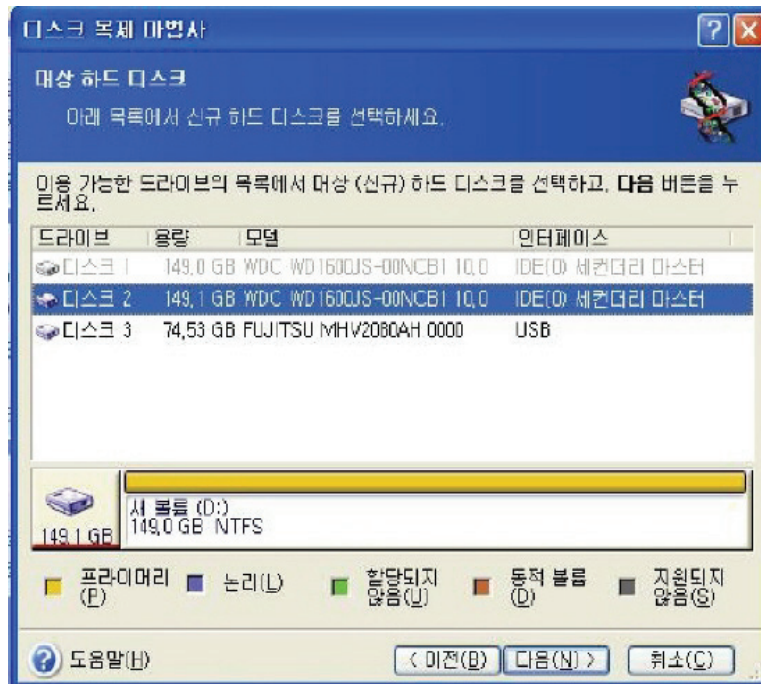 디스크 복제 마법사
대상 하드 디스크
아래 목록에서 신규 하드 디스크를 선택하세요.
이용 가능한 드라이브의 목록에서 대상 (신규) 하드 디스크를 선택하고, 다음 버튼을 누
르세요.
드라이브 용량 모델 인터페이스
디스크 1 149,0 GB WDC WD1600JS-00NCB1 10,0 IDE(0) 세컨더리 마스터
디스크 2 149,1 GB WDC WD1600JS-00NCB1 10,0 IDE(0) 세컨더리 마스터
디스크 3 74,53 GB FUJITSU MHV2080AH 0000 USB
새 볼륨 (D:)
149,0 GB NTFS
149,1 GB
프라이머리
(P)
논리(L)
할당되지
않음(U)
동적 볼륨
(D)
지원되지
않음(S)
도움말(H) < 이전(B) 다음(N) > 취소(C)